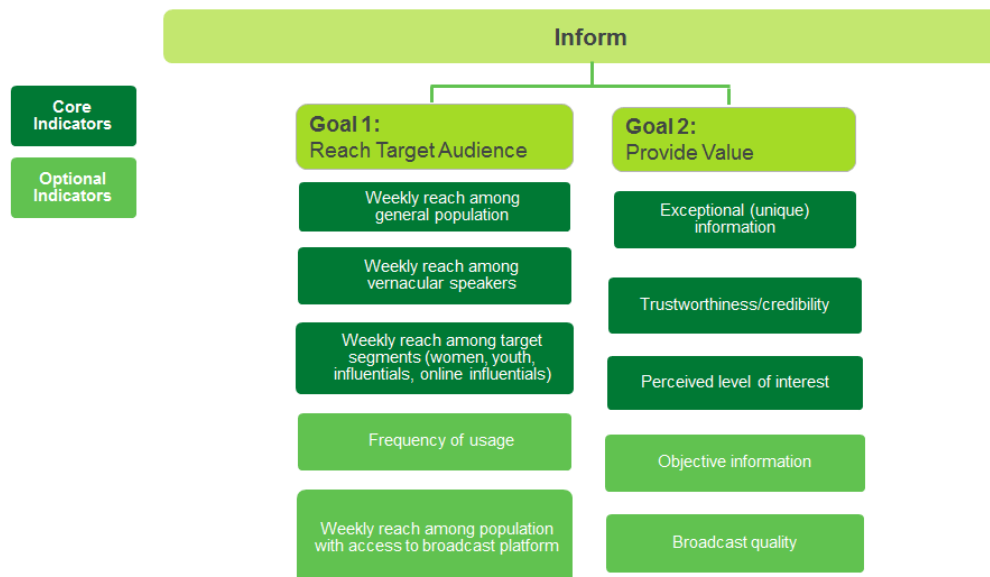 Inform
Core
Indicators
Optional
Indicators
Goal 1:
Reach Target Audience
Weekly reach among
general population
Weekly reach among
vernacular speakers
Weekly reach among target
segments (women, youth,
influentials, online influentials)
Frequency of usage
Weekly reach among population
with access to broadcast platform
Goal 2:
Provide Value
Exceptional (unique)
information
Trustworthiness/credibility
Perceived level of interest
Objective information
Broadcast quality